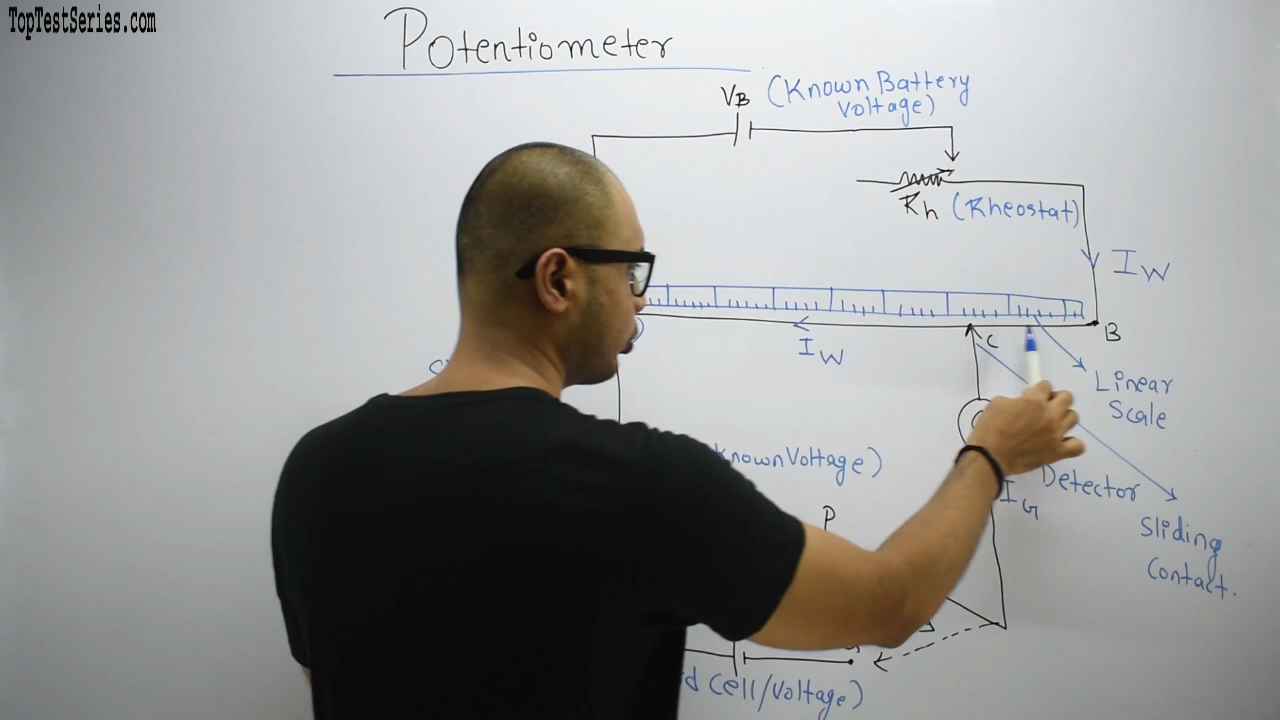 TopTestSeries.com
Potentiometer
VB (Known Battery
Voltage)
Rh (Rheostat)
IW
IW
C
B
Linear
Scale
Voltage)
P
Detector
IG
Sliding
Contact.
Cell/Voltage)